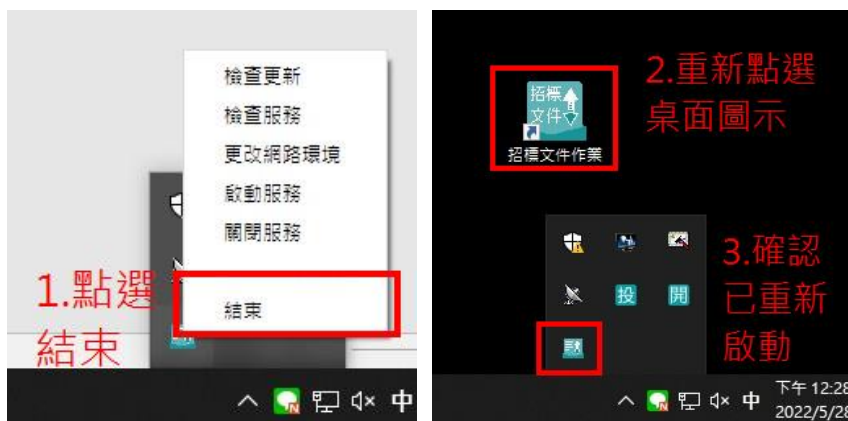 檢查更新
檢查服務
更改網路環境
啟動服務
關閉服務
結束
1.點選
結束
中
2.重新點選
桌面圖示
招標
文件
招標文件作業
3.確認
已重新
啟動
投
開
中
下午 12:28
2022/5/28